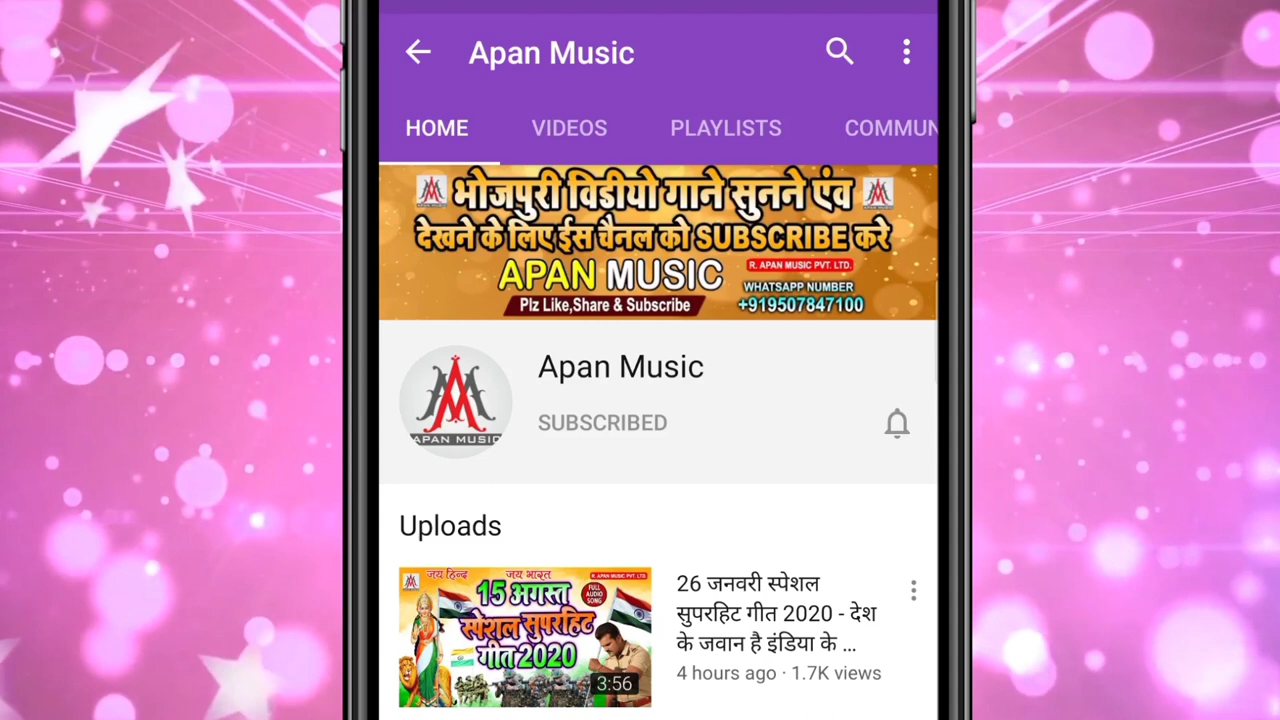 Apan Music
HOME VIDEOS PLAYLISTS COMMUN
भोजपुरी विडीयो गाने सुनने एंव
देखने के लिए ईस चैनल को SUBSCRIBE करे
APAN MUSIC
R. APAN MUSIC PVT. LTD.
WHATSAPP NUMBER
Plz Like,Share & Subscribe
+919507847100
Apan Music
SUBSCRIBED
APAN MUSIC
Uploads
जय हिन्द जय भारत
R. APAN MUSIC PVT. LTD
15 अगस्त
FULL
AUDIO
SONG
स्पेशल सुपरहिट
गीत 2020
3:56
26 जनवरी स्पेशल
सुपरहिट गीत 2020 - देश
के जवान है इंडिया के ...
4 hours ago · 1.7K views